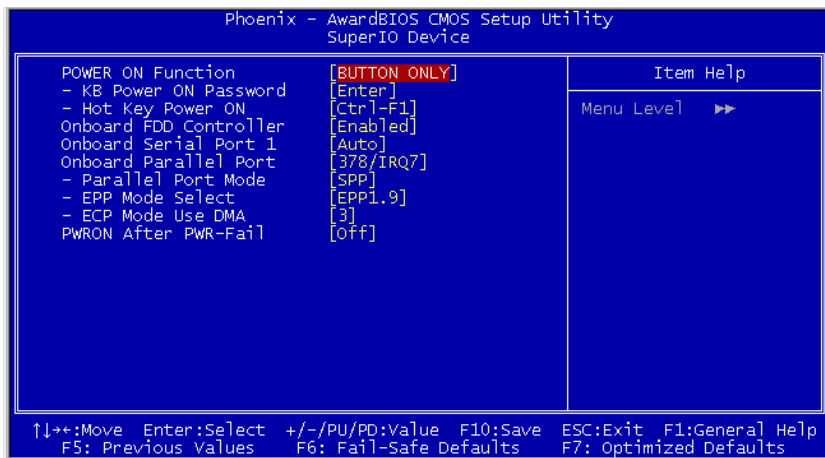 Phoenix - AwardBIOS CMOS Setup Utility
SuperIO Device
POWER ON Function [BUTTON ONLY]
- KB Power ON Password [Enter]
- Hot Key Power ON [Ctrl-F1]
Onboard FDD Controller [Enabled]
Onboard Serial Port 1 [Auto]
Onboard Parallel Port [378/IRQ7]
- Parallel Port Mode [SPP]
- EPP Mode Select [EPP1.9]
- ECP Mode Use DMA [3]
PWRON After PWR-Fail [Off]
Item Help
Menu Level ►►
↑↓→←:Move Enter:Select +/-/PU/PD:Value F10:Save ESC:Exit F1:General Help
F5: Previous Values F6: Fail-Safe Defaults F7: Optimized Defaults